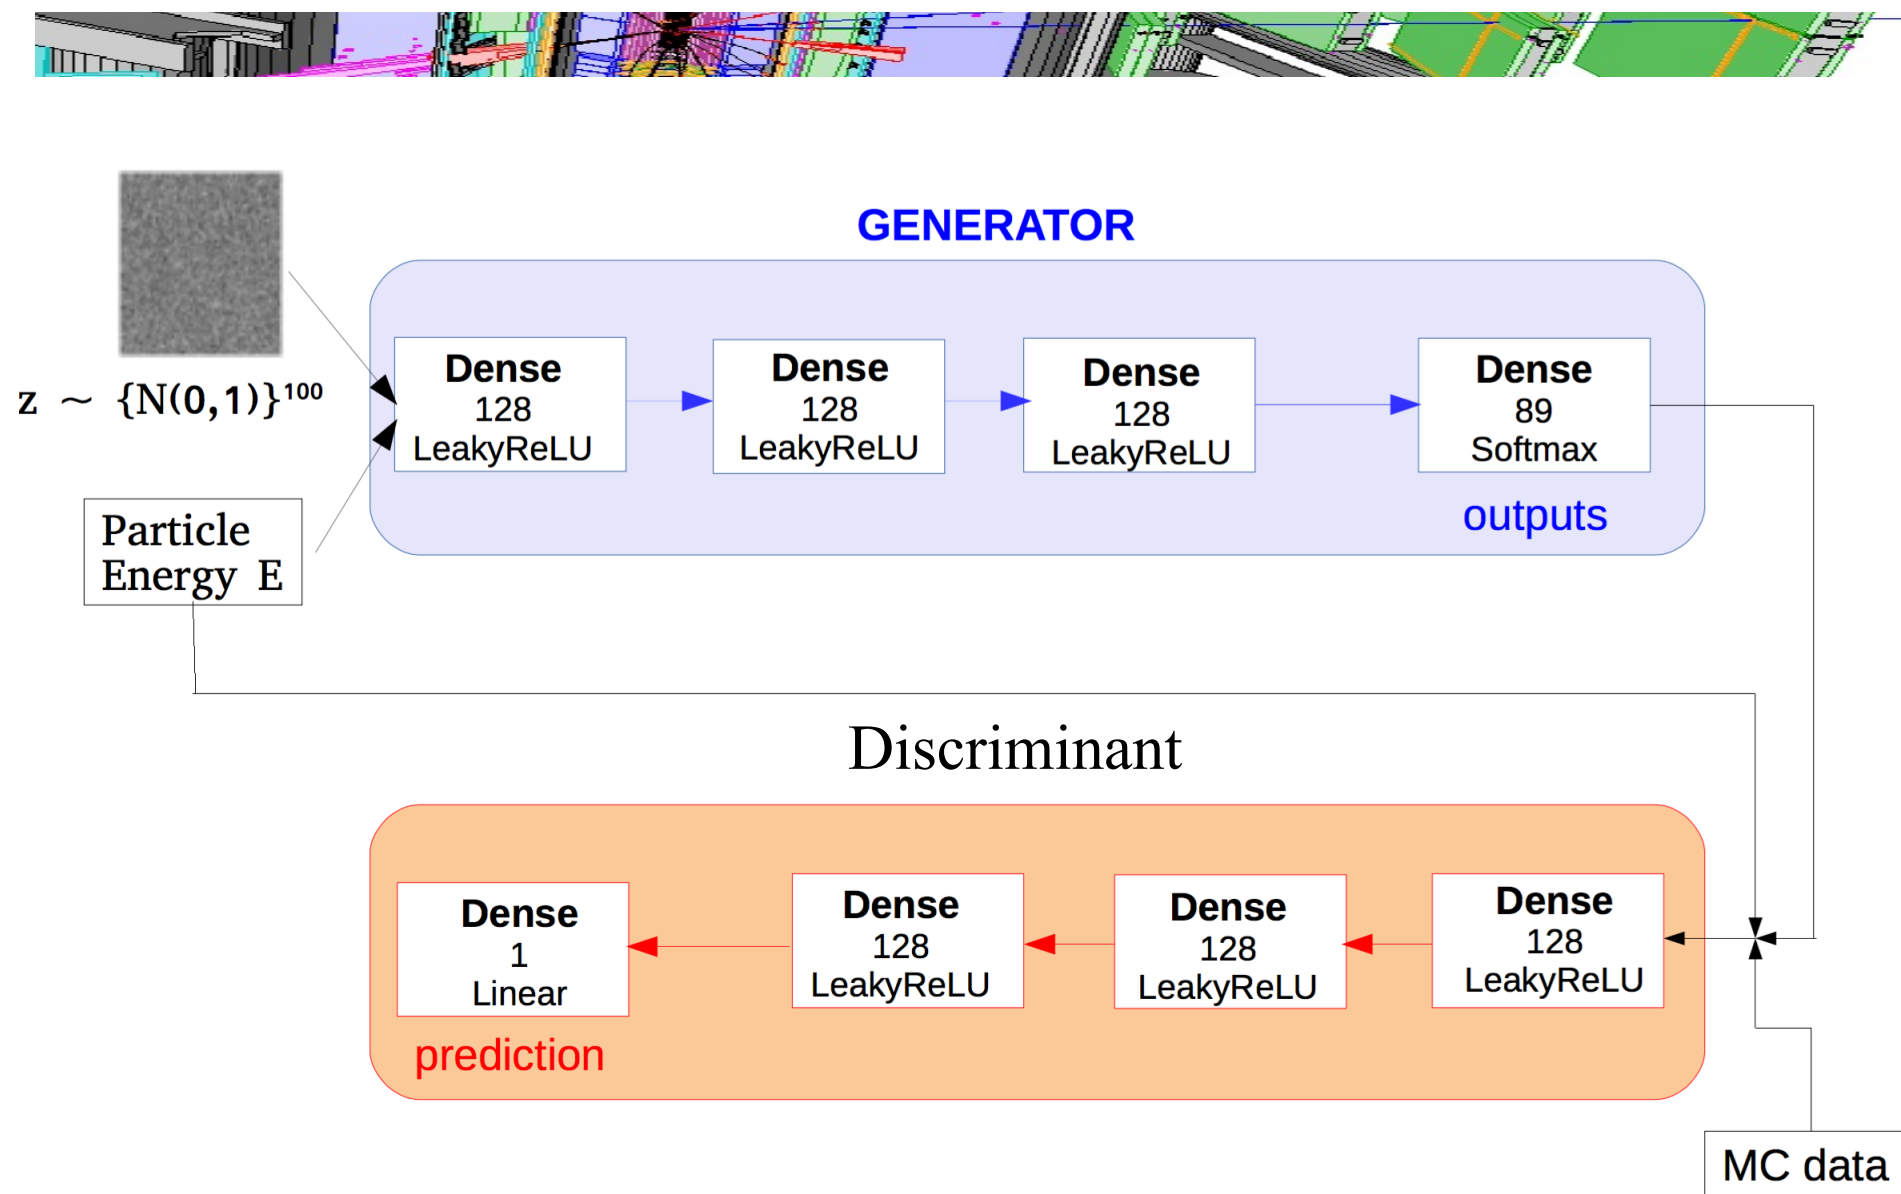 GENERATOR
z ~ {N(0,1)}¹⁰⁰
Particle
Energy E
Dense
128
LeakyReLU
Dense
128
LeakyReLU
Dense
128
LeakyReLU
Dense
89
Softmax
outputs
Discriminant
Dense
1
Linear
Dense
128
LeakyReLU
Dense
128
LeakyReLU
Dense
128
LeakyReLU
prediction
MC data